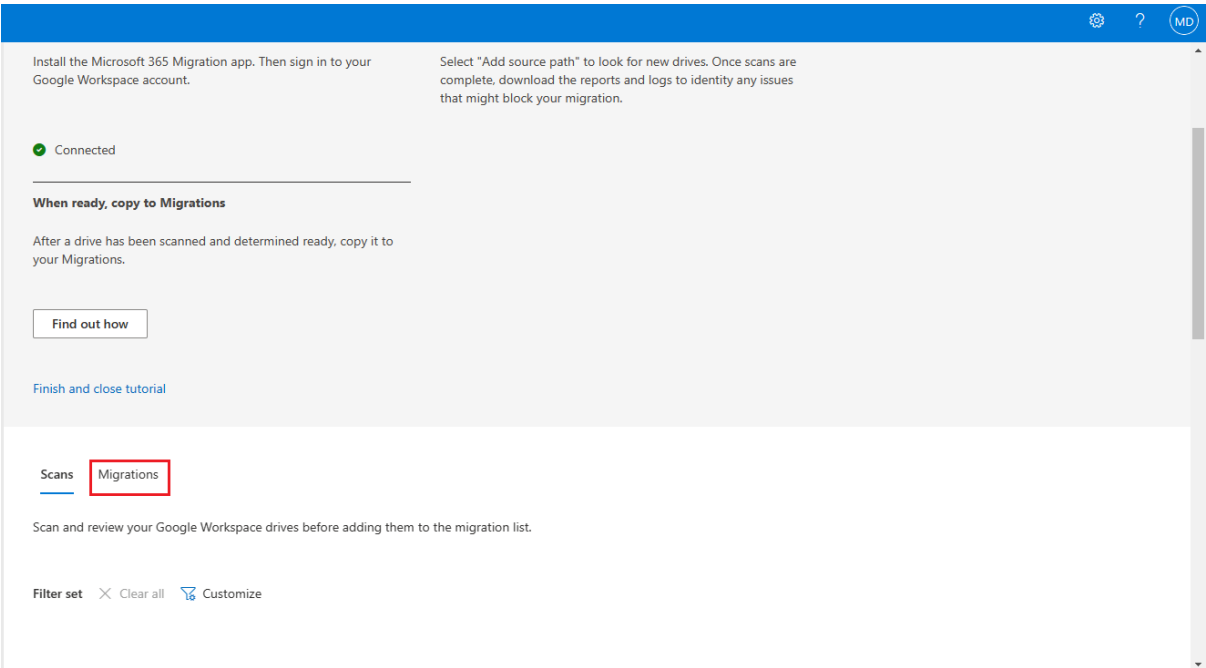 ?
MD
Install the Microsoft 365 Migration app. Then sign in to your
Google Workspace account.
Select "Add source path" to look for new drives. Once scans are
complete, download the reports and logs to identity any issues
that might block your migration.
Connected
When ready, copy to Migrations
After a drive has been scanned and determined ready, copy it to
your Migrations.
Find out how
Finish and close tutorial
Scans Migrations
Scan and review your Google Workspace drives before adding them to the migration list.
Filter set Clear all Customize